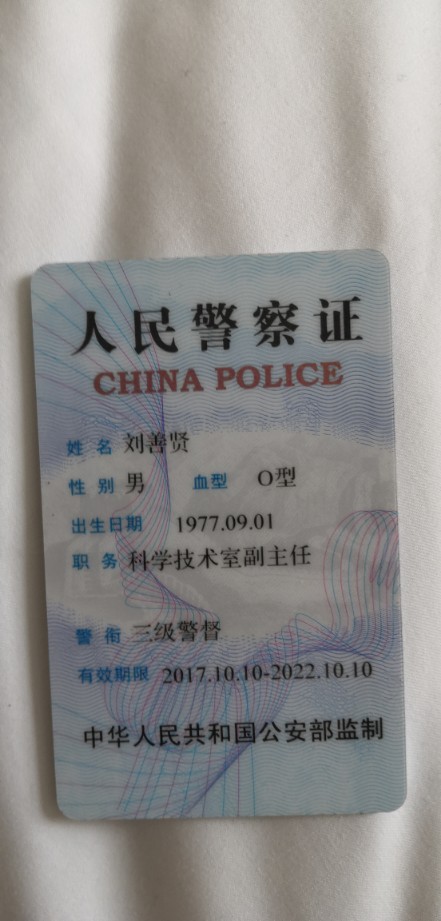 人民警察证
CHINA POLICE
姓名 刘善贤
性别 男 血型 O型
出生日期 1977.09.01
职务 科学技术室副主任
警衔 三级警督
有效期限 2017.10.10-2022.10.10
中华人民共和国公安部监制